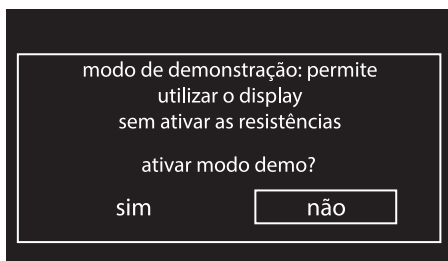 modo de demonstração: permite
utilizar o display
sem ativar as resistências
ativar modo demo?
sim não